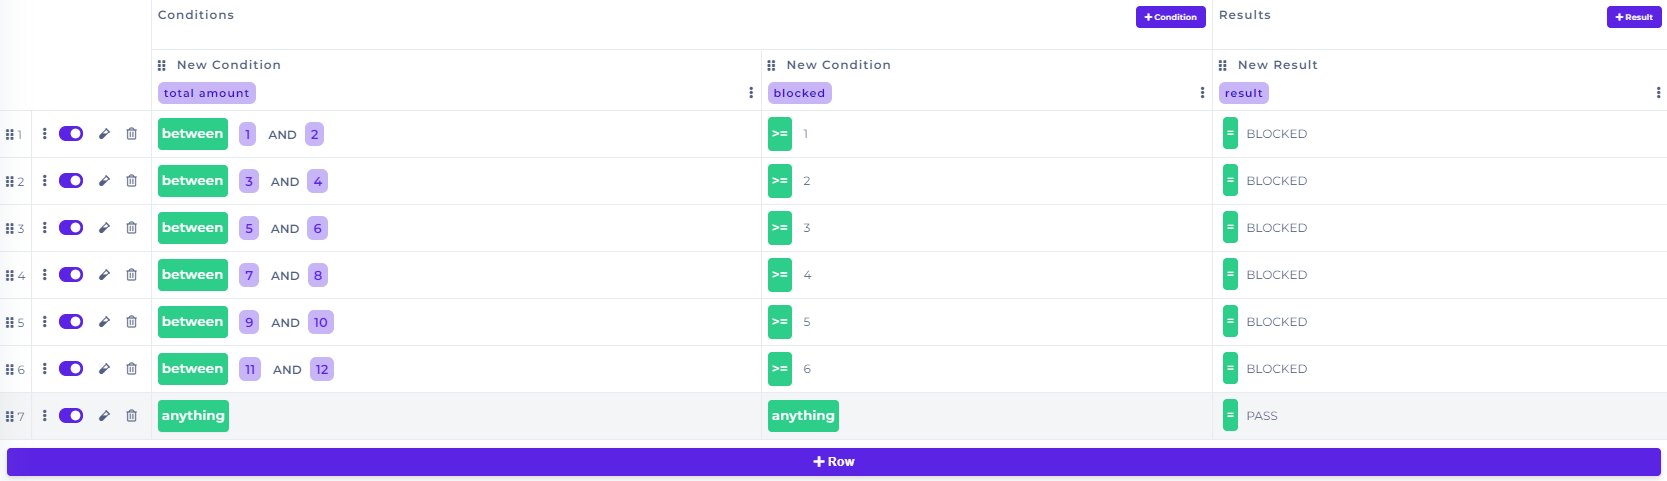 Conditions + Condition Results + Result
New Condition New Condition New Result
total amount blocked result
1 between 1 AND 2 >= 1 = BLOCKED
2 between 3 AND 4 >= 2 = BLOCKED
3 between 5 AND 6 >= 3 = BLOCKED
4 between 7 AND 8 >= 4 = BLOCKED
5 between 9 AND 10 >= 5 = BLOCKED
6 between 11 AND 12 >= 6 = BLOCKED
7 anything anything = PASS
+ Row